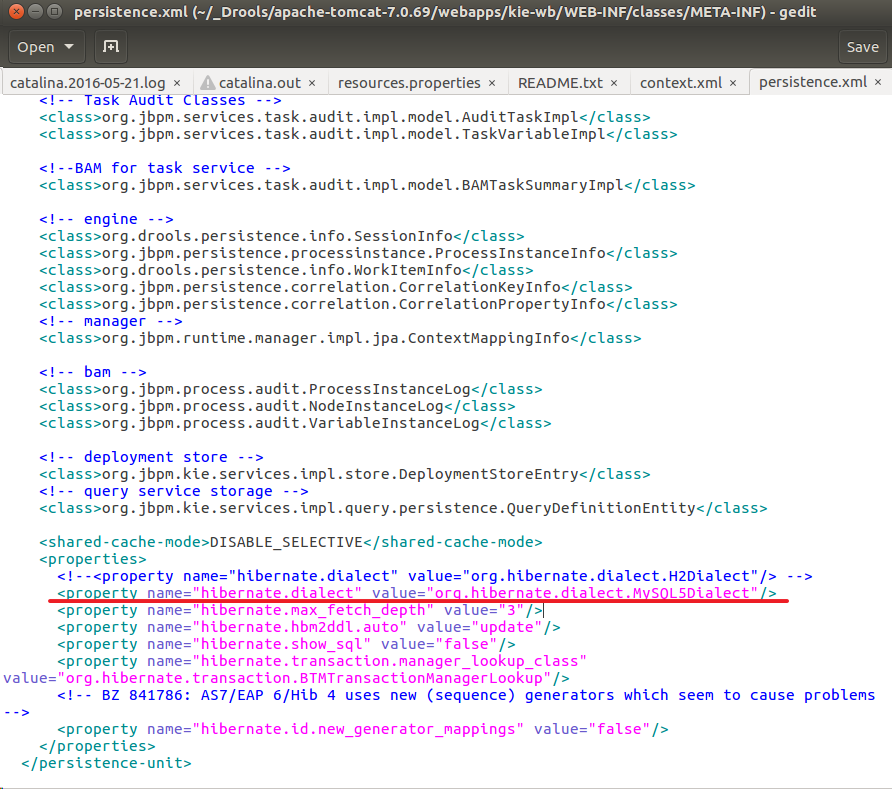 persistence.xml (~/_Drools/apache-tomcat-7.0.69/webapps/kie-wb/WEB-INF/classes/META-INF) - gedit
Open Save
catalina.2016-05-21.log × catalina.out × resources.properties × README.txt × context.xml × persistence.xml ×
<!-- Task Audit Classes -->
<class>org.jbpm.services.task.audit.impl.model.AuditTaskImpl</class>
<class>org.jbpm.services.task.audit.impl.model.TaskVariableImpl</class>
<!--BAM for task service -->
<class>org.jbpm.services.task.audit.impl.model.BAMTaskSummaryImpl</class>
<!-- engine -->
<class>org.drools.persistence.info.SessionInfo</class>
<class>org.jbpm.persistence.processinstance.ProcessInstanceInfo</class>
<class>org.drools.persistence.info.WorkItemInfo</class>
<class>org.jbpm.persistence.correlation.CorrelationKeyInfo</class>
<class>org.jbpm.persistence.correlation.CorrelationPropertyInfo</class>
<!-- manager -->
<class>org.jbpm.runtime.manager.impl.jpa.ContextMappingInfo</class>
<!-- bam -->
<class>org.jbpm.process.audit.ProcessInstanceLog</class>
<class>org.jbpm.process.audit.NodeInstanceLog</class>
<class>org.jbpm.process.audit.VariableInstanceLog</class>
<!-- deployment store -->
<class>org.jbpm.kie.services.impl.store.DeploymentStoreEntry</class>
<!-- query service storage -->
<class>org.jbpm.kie.services.impl.query.persistence.QueryDefinitionEntity</class>
<shared-cache-mode>DISABLE_SELECTIVE</shared-cache-mode>
<properties>
<!--<property name="hibernate.dialect" value="org.hibernate.dialect.H2Dialect"/> -->
<property name="hibernate.dialect" value="org.hibernate.dialect.MySQL5Dialect"/>
<property name="hibernate.max_fetch_depth" value="3"/>
<property name="hibernate.hbm2ddl.auto" value="update"/>
<property name="hibernate.show_sql" value="false"/>
<property name="hibernate.transaction.manager_lookup_class"
value="org.hibernate.transaction.BTMTransactionManagerLookup"/>
<!-- BZ 841786: AS7/EAP 6/Hib 4 uses new (sequence) generators which seem to cause problems
-->
<property name="hibernate.id.new_generator_mappings" value="false"/>
</properties>
</persistence-unit>